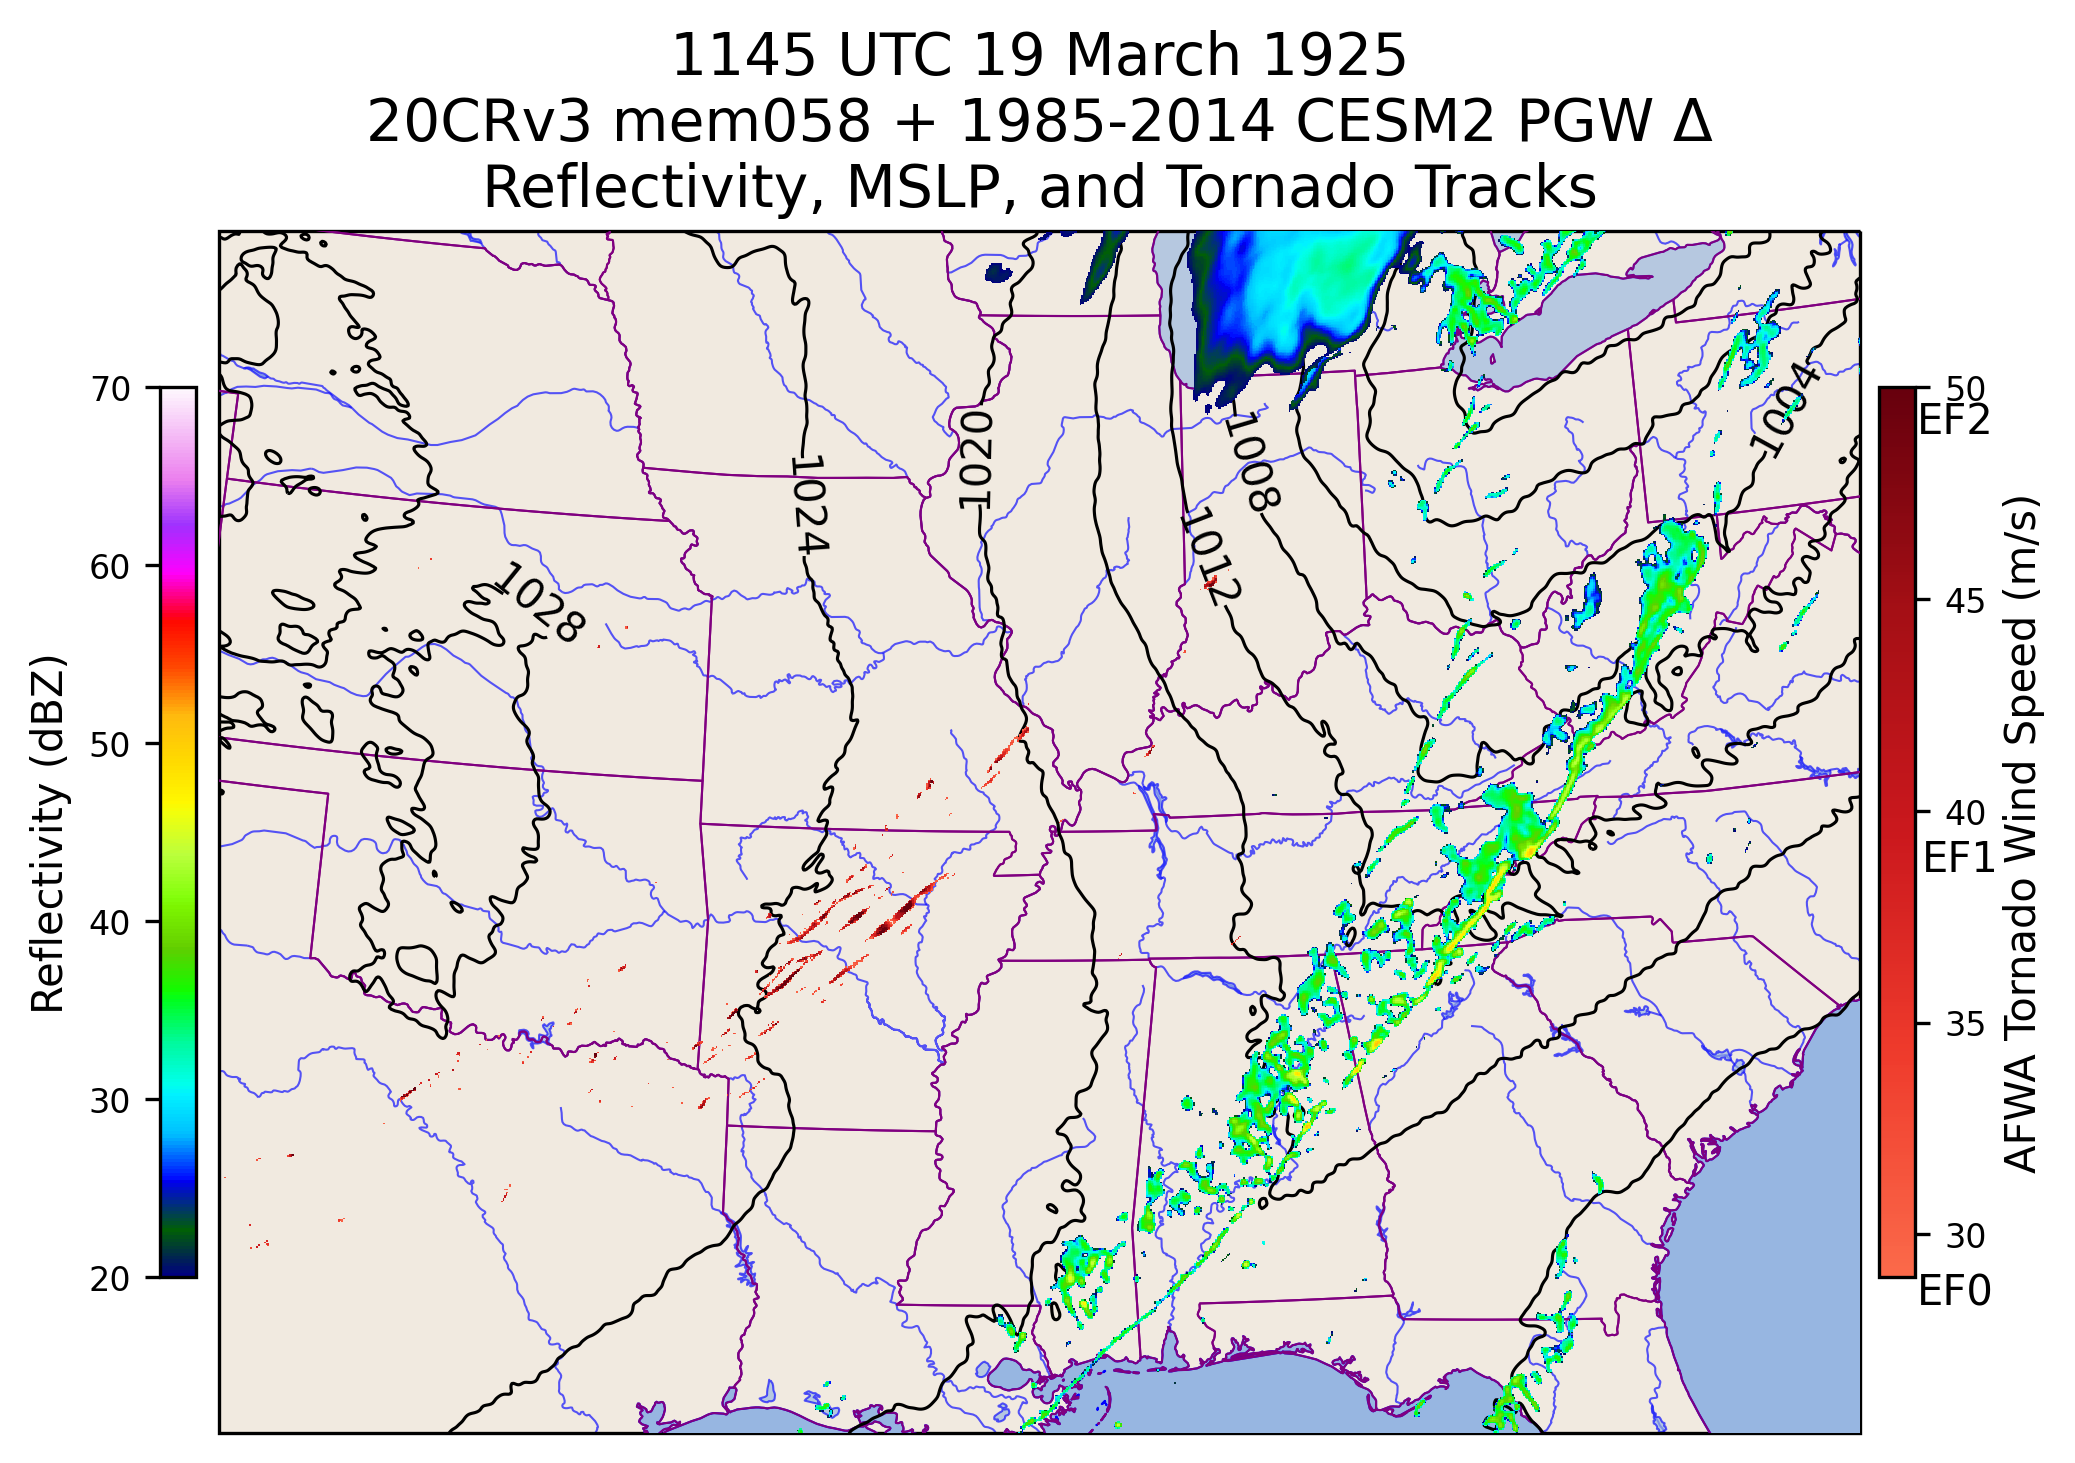 1145 UTC 19 March 1925
20CRv3 mem058 + 1985-2014 CESM2 PGW Δ
Reflectivity, MSLP, and Tornado Tracks
Reflectivity (dBZ)
70
60
50
40
30
20
1028
1024
1020
1012
1008
1004
50
EF2
45
40
EF1
35
30
EF0
AFWA Tornado Wind Speed (m/s)